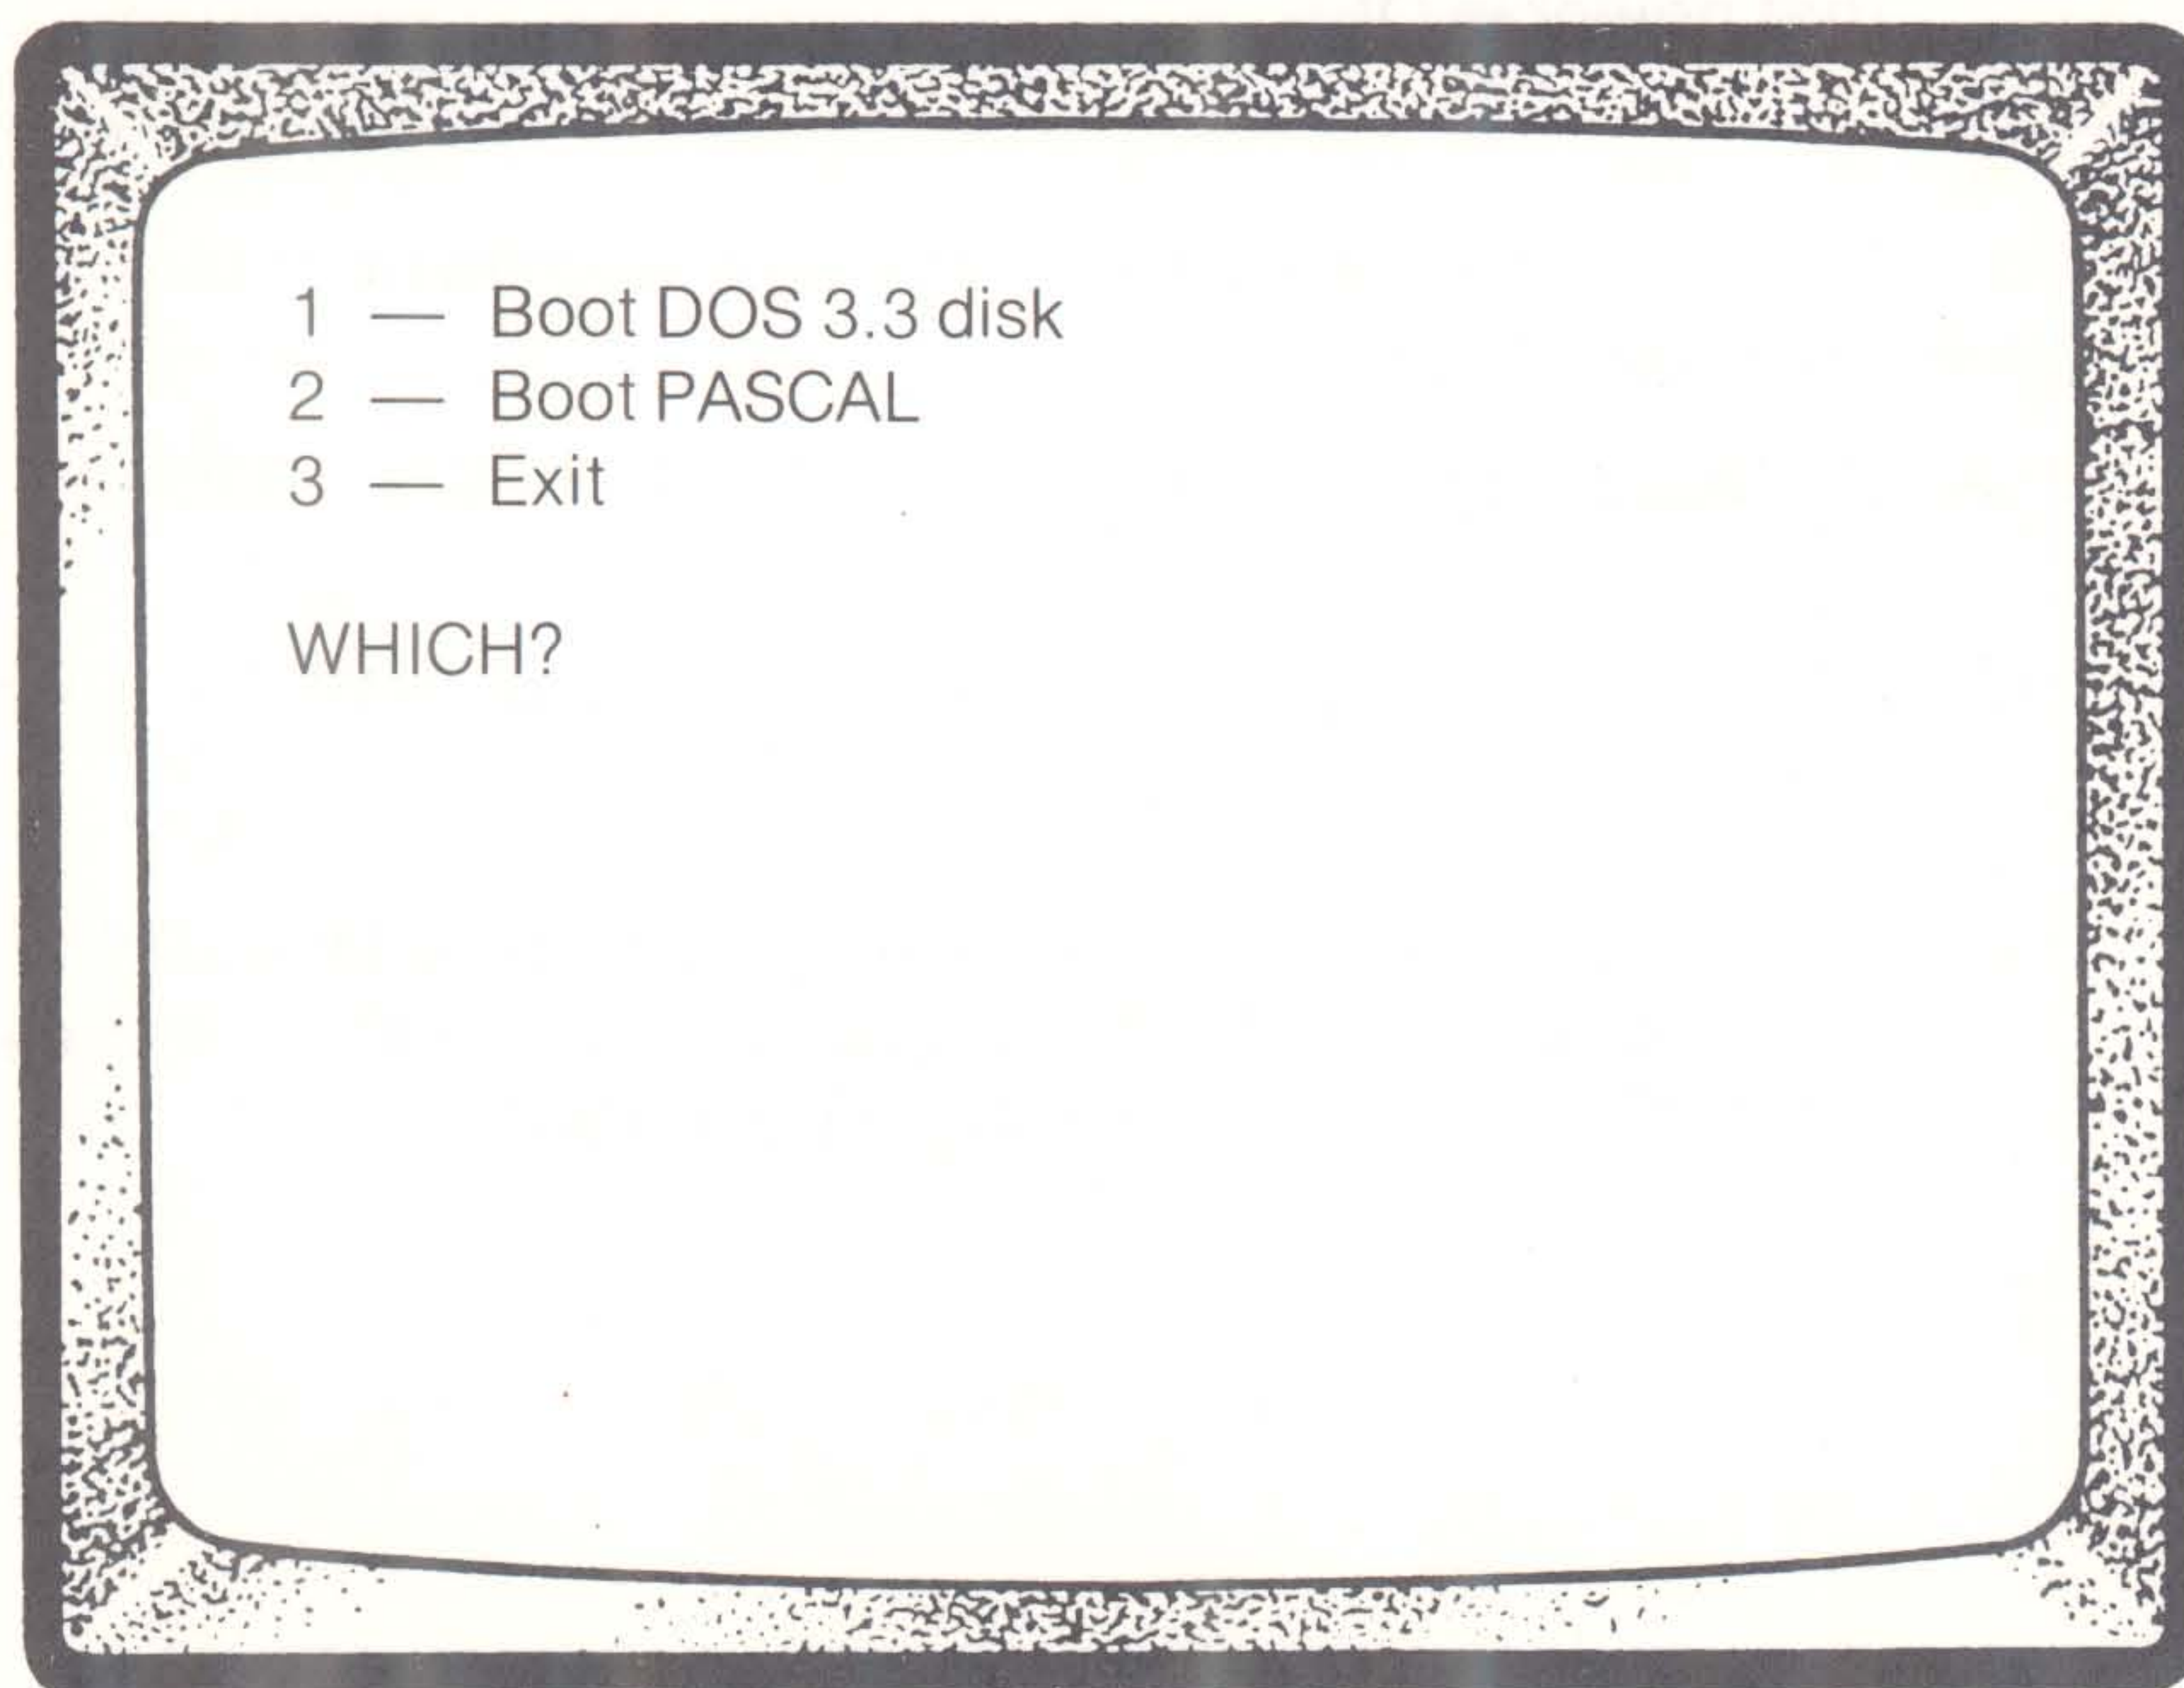 1 — Boot DOS 3.3 disk
2 — Boot PASCAL
3 — Exit
WHICH?